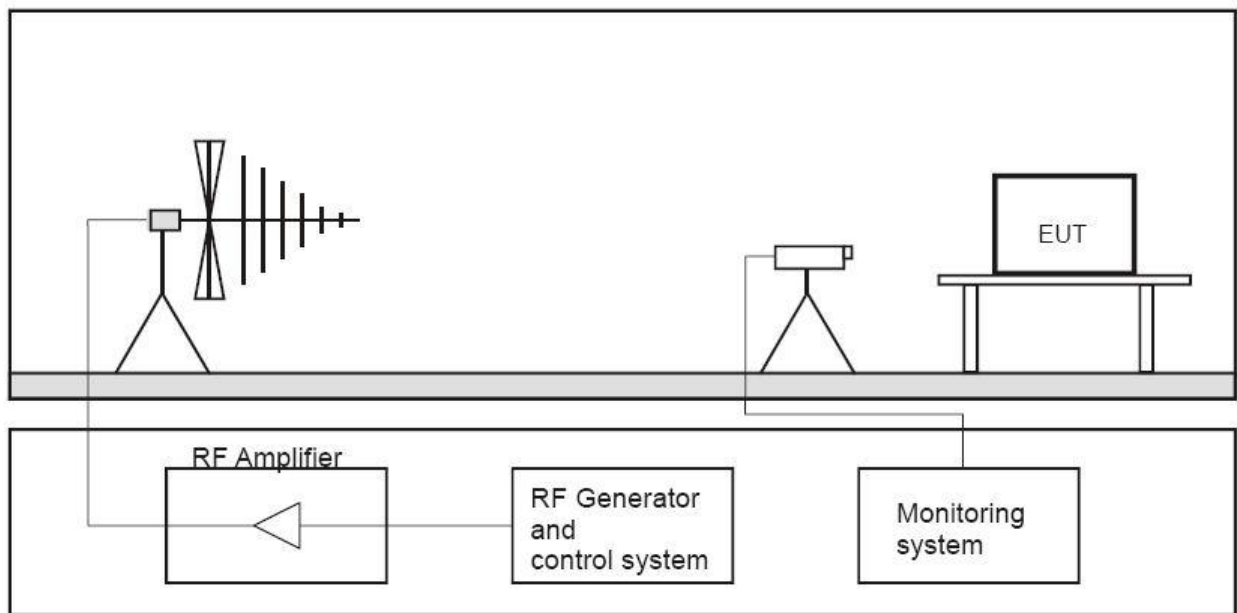 EUT
RF Amplifier
RF Generator
and
control system
Monitoring
system